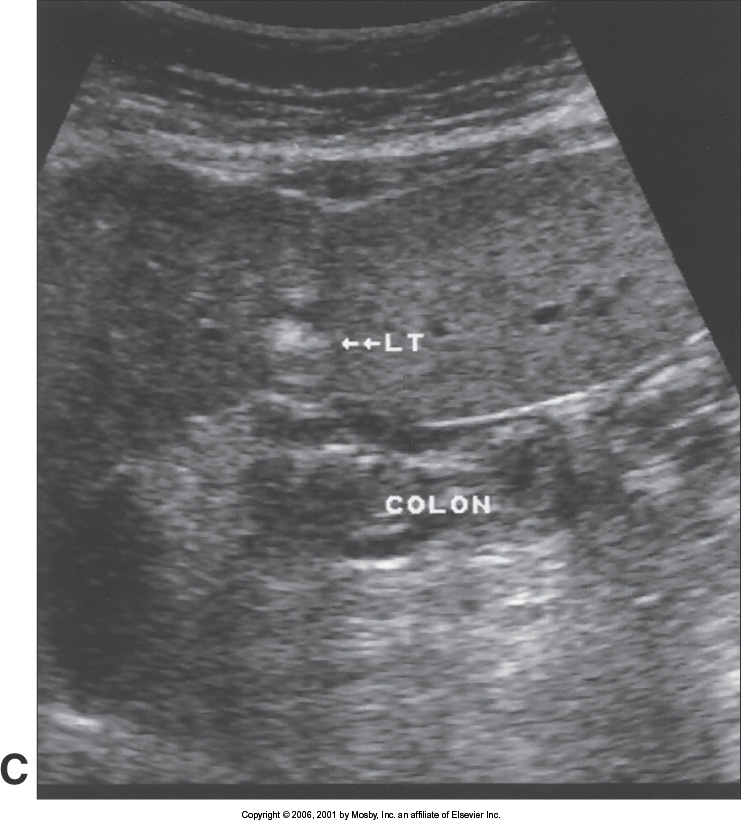 ←←LT
COLON
C
Copyright © 2006, 2001 by Mosby, Inc. an affiliate of Elsevier Inc.